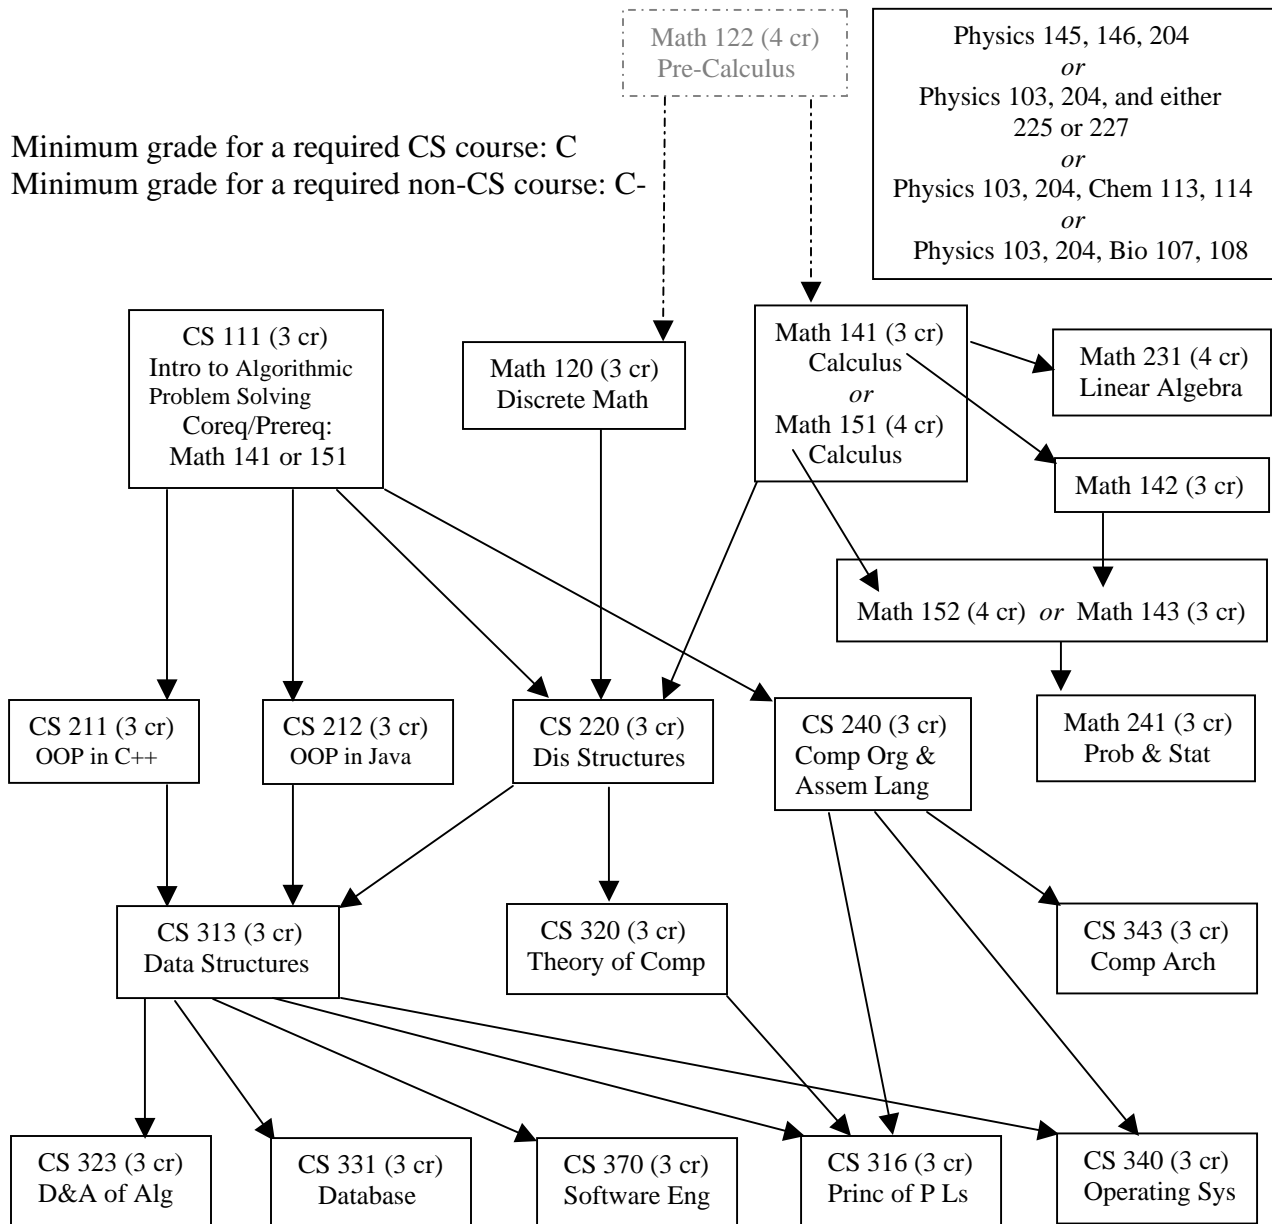 Math 122 (4 cr)
Pre-Calculus
Physics 145, 146, 204
or
Physics 103, 204, and either
225 or 227
or
Physics 103, 204, Chem 113, 114
or
Physics 103, 204, Bio 107, 108
Minimum grade for a required CS course: C
Minimum grade for a required non-CS course: C-
CS 111 (3 cr)
Intro to Algorithmic
Problem Solving
Coreq/Prereq:
Math 141 or 151
Math 120 (3 cr)
Discrete Math
Math 141 (3 cr)
Calculus
or
Math 151 (4 cr)
Calculus
Math 231 (4 cr)
Linear Algebra
Math 142 (3 cr)
Math 152 (4 cr) or Math 143 (3 cr)
CS 211 (3 cr)
OOP in C++
CS 212 (3 cr)
OOP in Java
CS 220 (3 cr)
Dis Structures
CS 240 (3 cr)
Comp Org &
Assem Lang
Math 241 (3 cr)
Prob & Stat
CS 313 (3 cr)
Data Structures
CS 320 (3 cr)
Theory of Comp
CS 343 (3 cr)
Comp Arch
CS 323 (3 cr)
D&A of Alg
CS 331 (3 cr)
Database
CS 370 (3 cr)
Software Eng
CS 316 (3 cr)
Princ of P Ls
CS 340 (3 cr)
Operating Sys